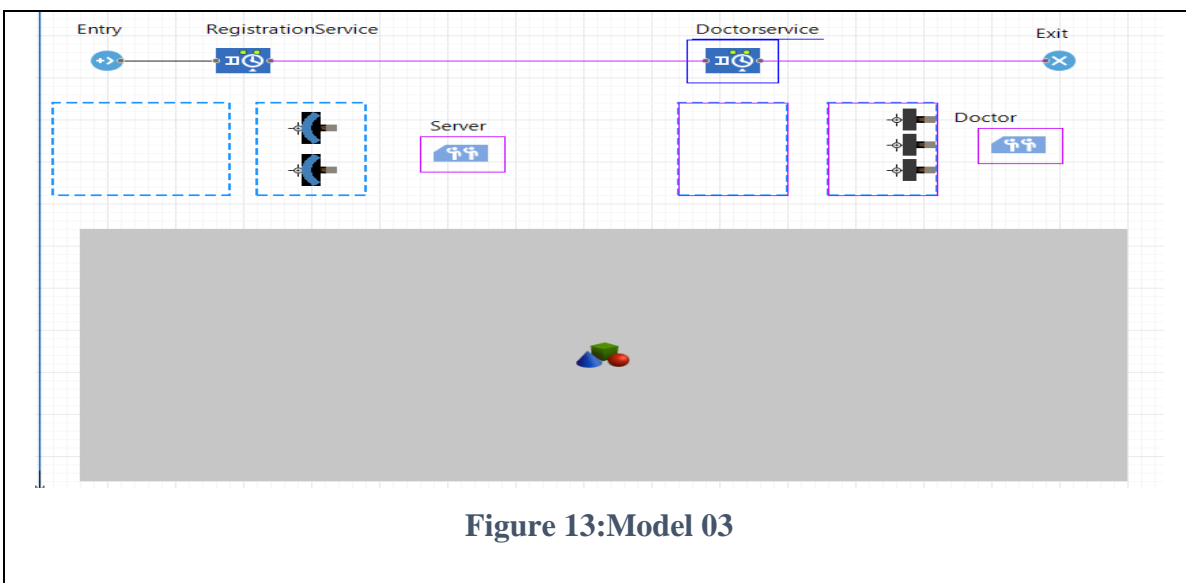 Entry
RegistrationService
Doctorservice
Exit
Server
Doctor
Figure 13:Model 03